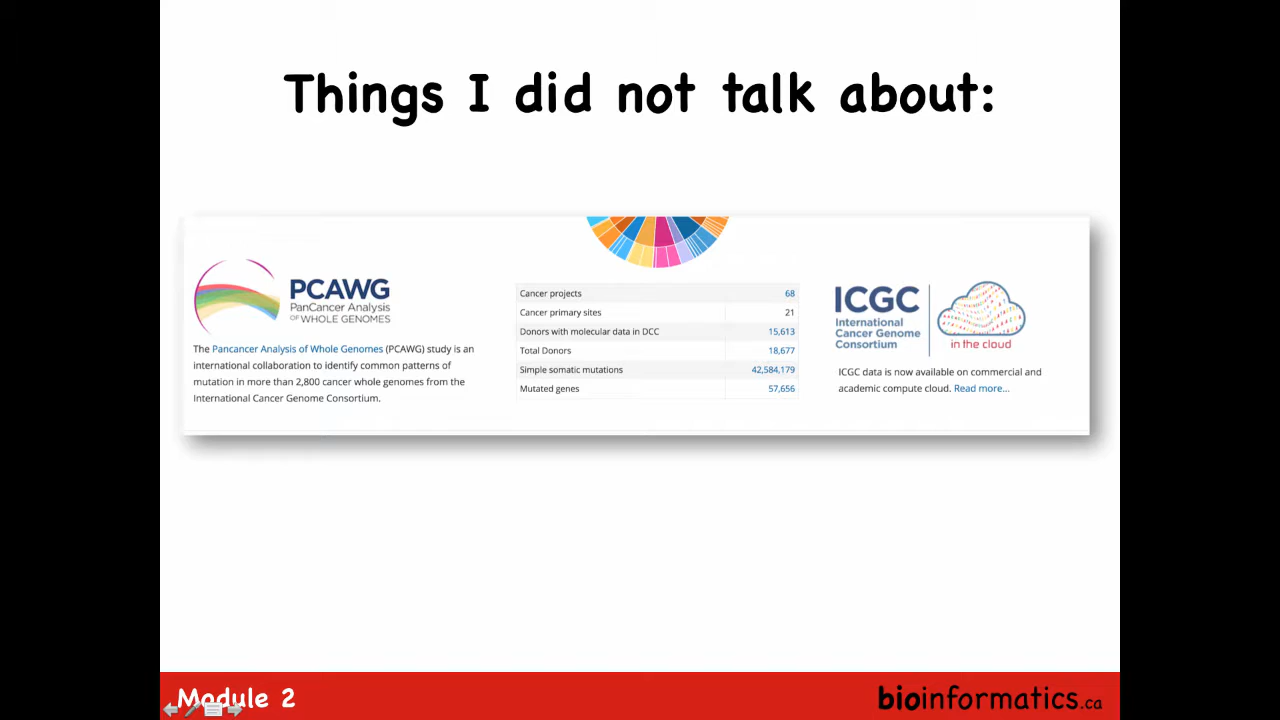 Things I did not talk about:
PCAWG
PanCancer Analysis
OF WHOLE GENOMES
The Pancancer Analysis of Whole Genomes (PCAWG) study is an
international collaboration to identify common patterns of
mutation in more than 2,800 cancer whole genomes from the
International Cancer Genome Consortium.
Cancer projects 68
Cancer primary sites 21
Donors with molecular data in DCC 15,613
Total Donors 18,677
Simple somatic mutations 42,584,179
Mutated genes 57,656
ICGC
International
Cancer Genome
Consortium
in the cloud
ICGC data is now available on commercial and
academic compute cloud. Read more...
Module 2
bioinformatics.ca